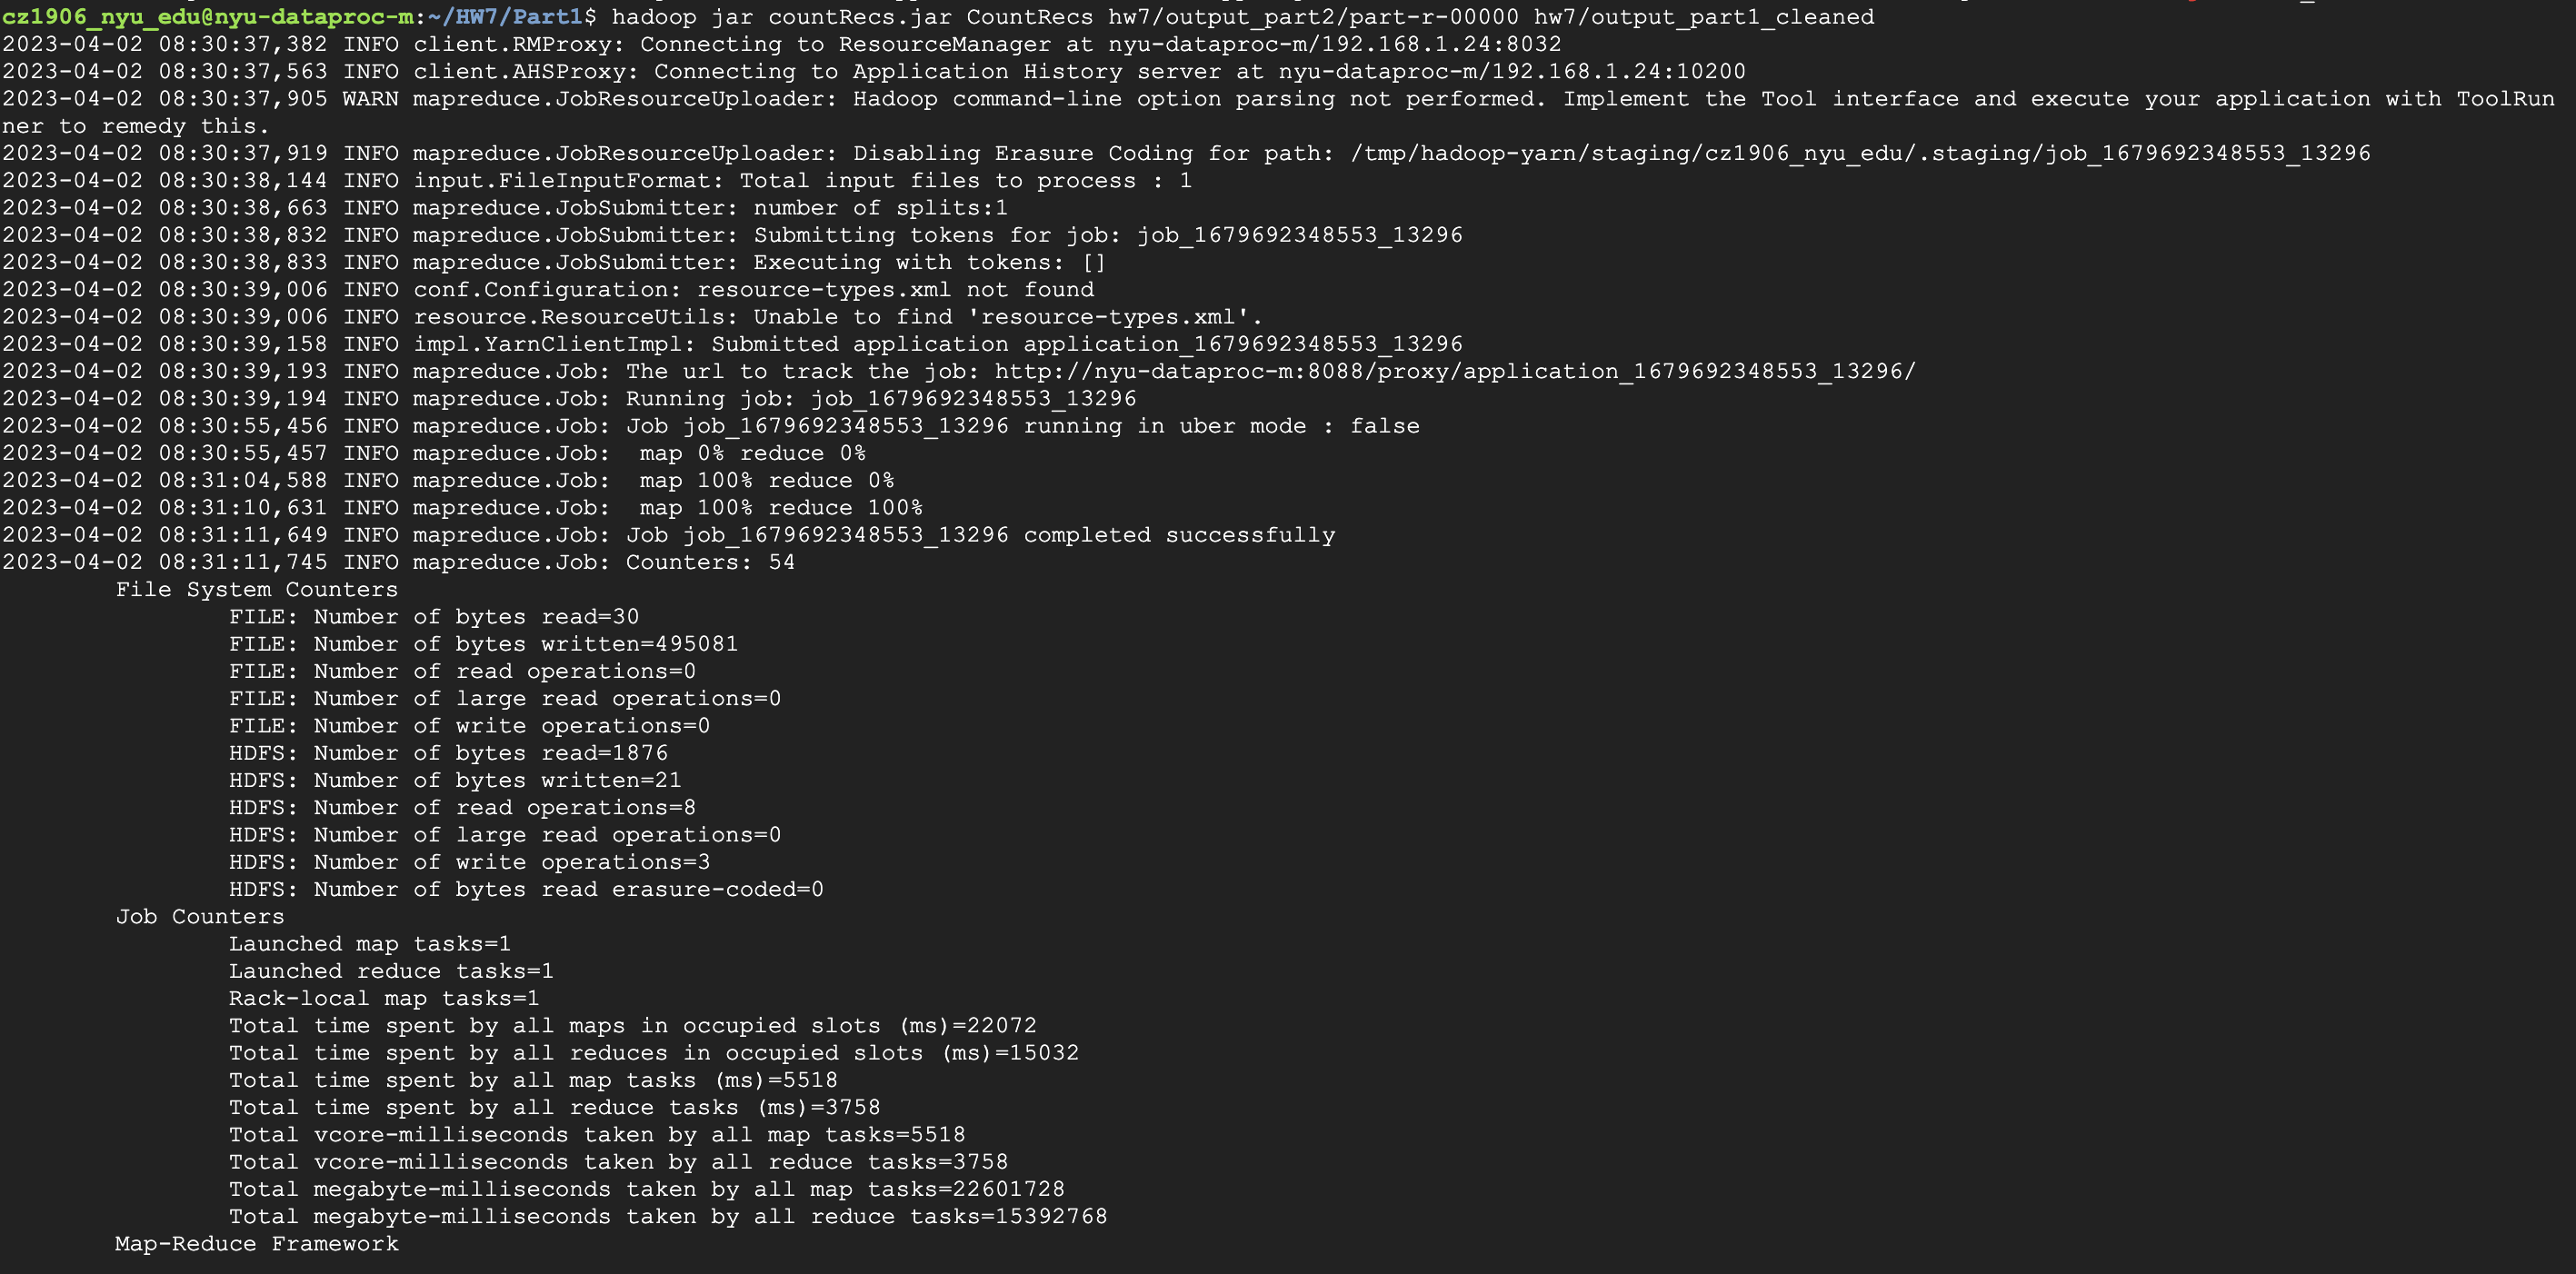 cz1906_nyu_edu@nyu-dataproc-m:~/HW7/Part1$ hadoop jar countRecs.jar CountRecs hw7/output_part2/part-r-00000 hw7/output_part1_cleaned
2023-04-02 08:30:37,382 INFO client.RMProxy: Connecting to ResourceManager at nyu-dataproc-m/192.168.1.24:8032
2023-04-02 08:30:37,563 INFO client.AHSProxy: Connecting to Application History server at nyu-dataproc-m/192.168.1.24:10200
2023-04-02 08:30:37,905 WARN mapreduce.JobResourceUploader: Hadoop command-line option parsing not performed. Implement the Tool interface and execute your application with ToolRun
ner to remedy this.
2023-04-02 08:30:37,919 INFO mapreduce.JobResourceUploader: Disabling Erasure Coding for path: /tmp/hadoop-yarn/staging/cz1906_nyu_edu/.staging/job_1679692348553_13296
2023-04-02 08:30:38,144 INFO input.FileInputFormat: Total input files to process : 1
2023-04-02 08:30:38,663 INFO mapreduce.JobSubmitter: number of splits:1
2023-04-02 08:30:38,832 INFO mapreduce.JobSubmitter: Submitting tokens for job: job_1679692348553_13296
2023-04-02 08:30:38,833 INFO mapreduce.JobSubmitter: Executing with tokens: []
2023-04-02 08:30:39,006 INFO conf.Configuration: resource-types.xml not found
2023-04-02 08:30:39,006 INFO resource.ResourceUtils: Unable to find 'resource-types.xml'.
2023-04-02 08:30:39,158 INFO impl.YarnClientImpl: Submitted application application_1679692348553_13296
2023-04-02 08:30:39,193 INFO mapreduce.Job: The url to track the job: http://nyu-dataproc-m:8088/proxy/application_1679692348553_13296/
2023-04-02 08:30:39,194 INFO mapreduce.Job: Running job: job_1679692348553_13296
2023-04-02 08:30:55,456 INFO mapreduce.Job: Job job_1679692348553_13296 running in uber mode : false
2023-04-02 08:30:55,457 INFO mapreduce.Job:  map 0% reduce 0%
2023-04-02 08:31:04,588 INFO mapreduce.Job:  map 100% reduce 0%
2023-04-02 08:31:10,631 INFO mapreduce.Job:  map 100% reduce 100%
2023-04-02 08:31:11,649 INFO mapreduce.Job: Job job_1679692348553_13296 completed successfully
2023-04-02 08:31:11,745 INFO mapreduce.Job: Counters: 54
File System Counters
FILE: Number of bytes read=30
FILE: Number of bytes written=495081
FILE: Number of read operations=0
FILE: Number of large read operations=0
FILE: Number of write operations=0
HDFS: Number of bytes read=1876
HDFS: Number of bytes written=21
HDFS: Number of read operations=8
HDFS: Number of large read operations=0
HDFS: Number of write operations=3
HDFS: Number of bytes read erasure-coded=0
Job Counters
Launched map tasks=1
Launched reduce tasks=1
Rack-local map tasks=1
Total time spent by all maps in occupied slots (ms)=22072
Total time spent by all reduces in occupied slots (ms)=15032
Total time spent by all map tasks (ms)=5518
Total time spent by all reduce tasks (ms)=3758
Total vcore-milliseconds taken by all map tasks=5518
Total vcore-milliseconds taken by all reduce tasks=3758
Total megabyte-milliseconds taken by all map tasks=22601728
Total megabyte-milliseconds taken by all reduce tasks=15392768
Map-Reduce Framework